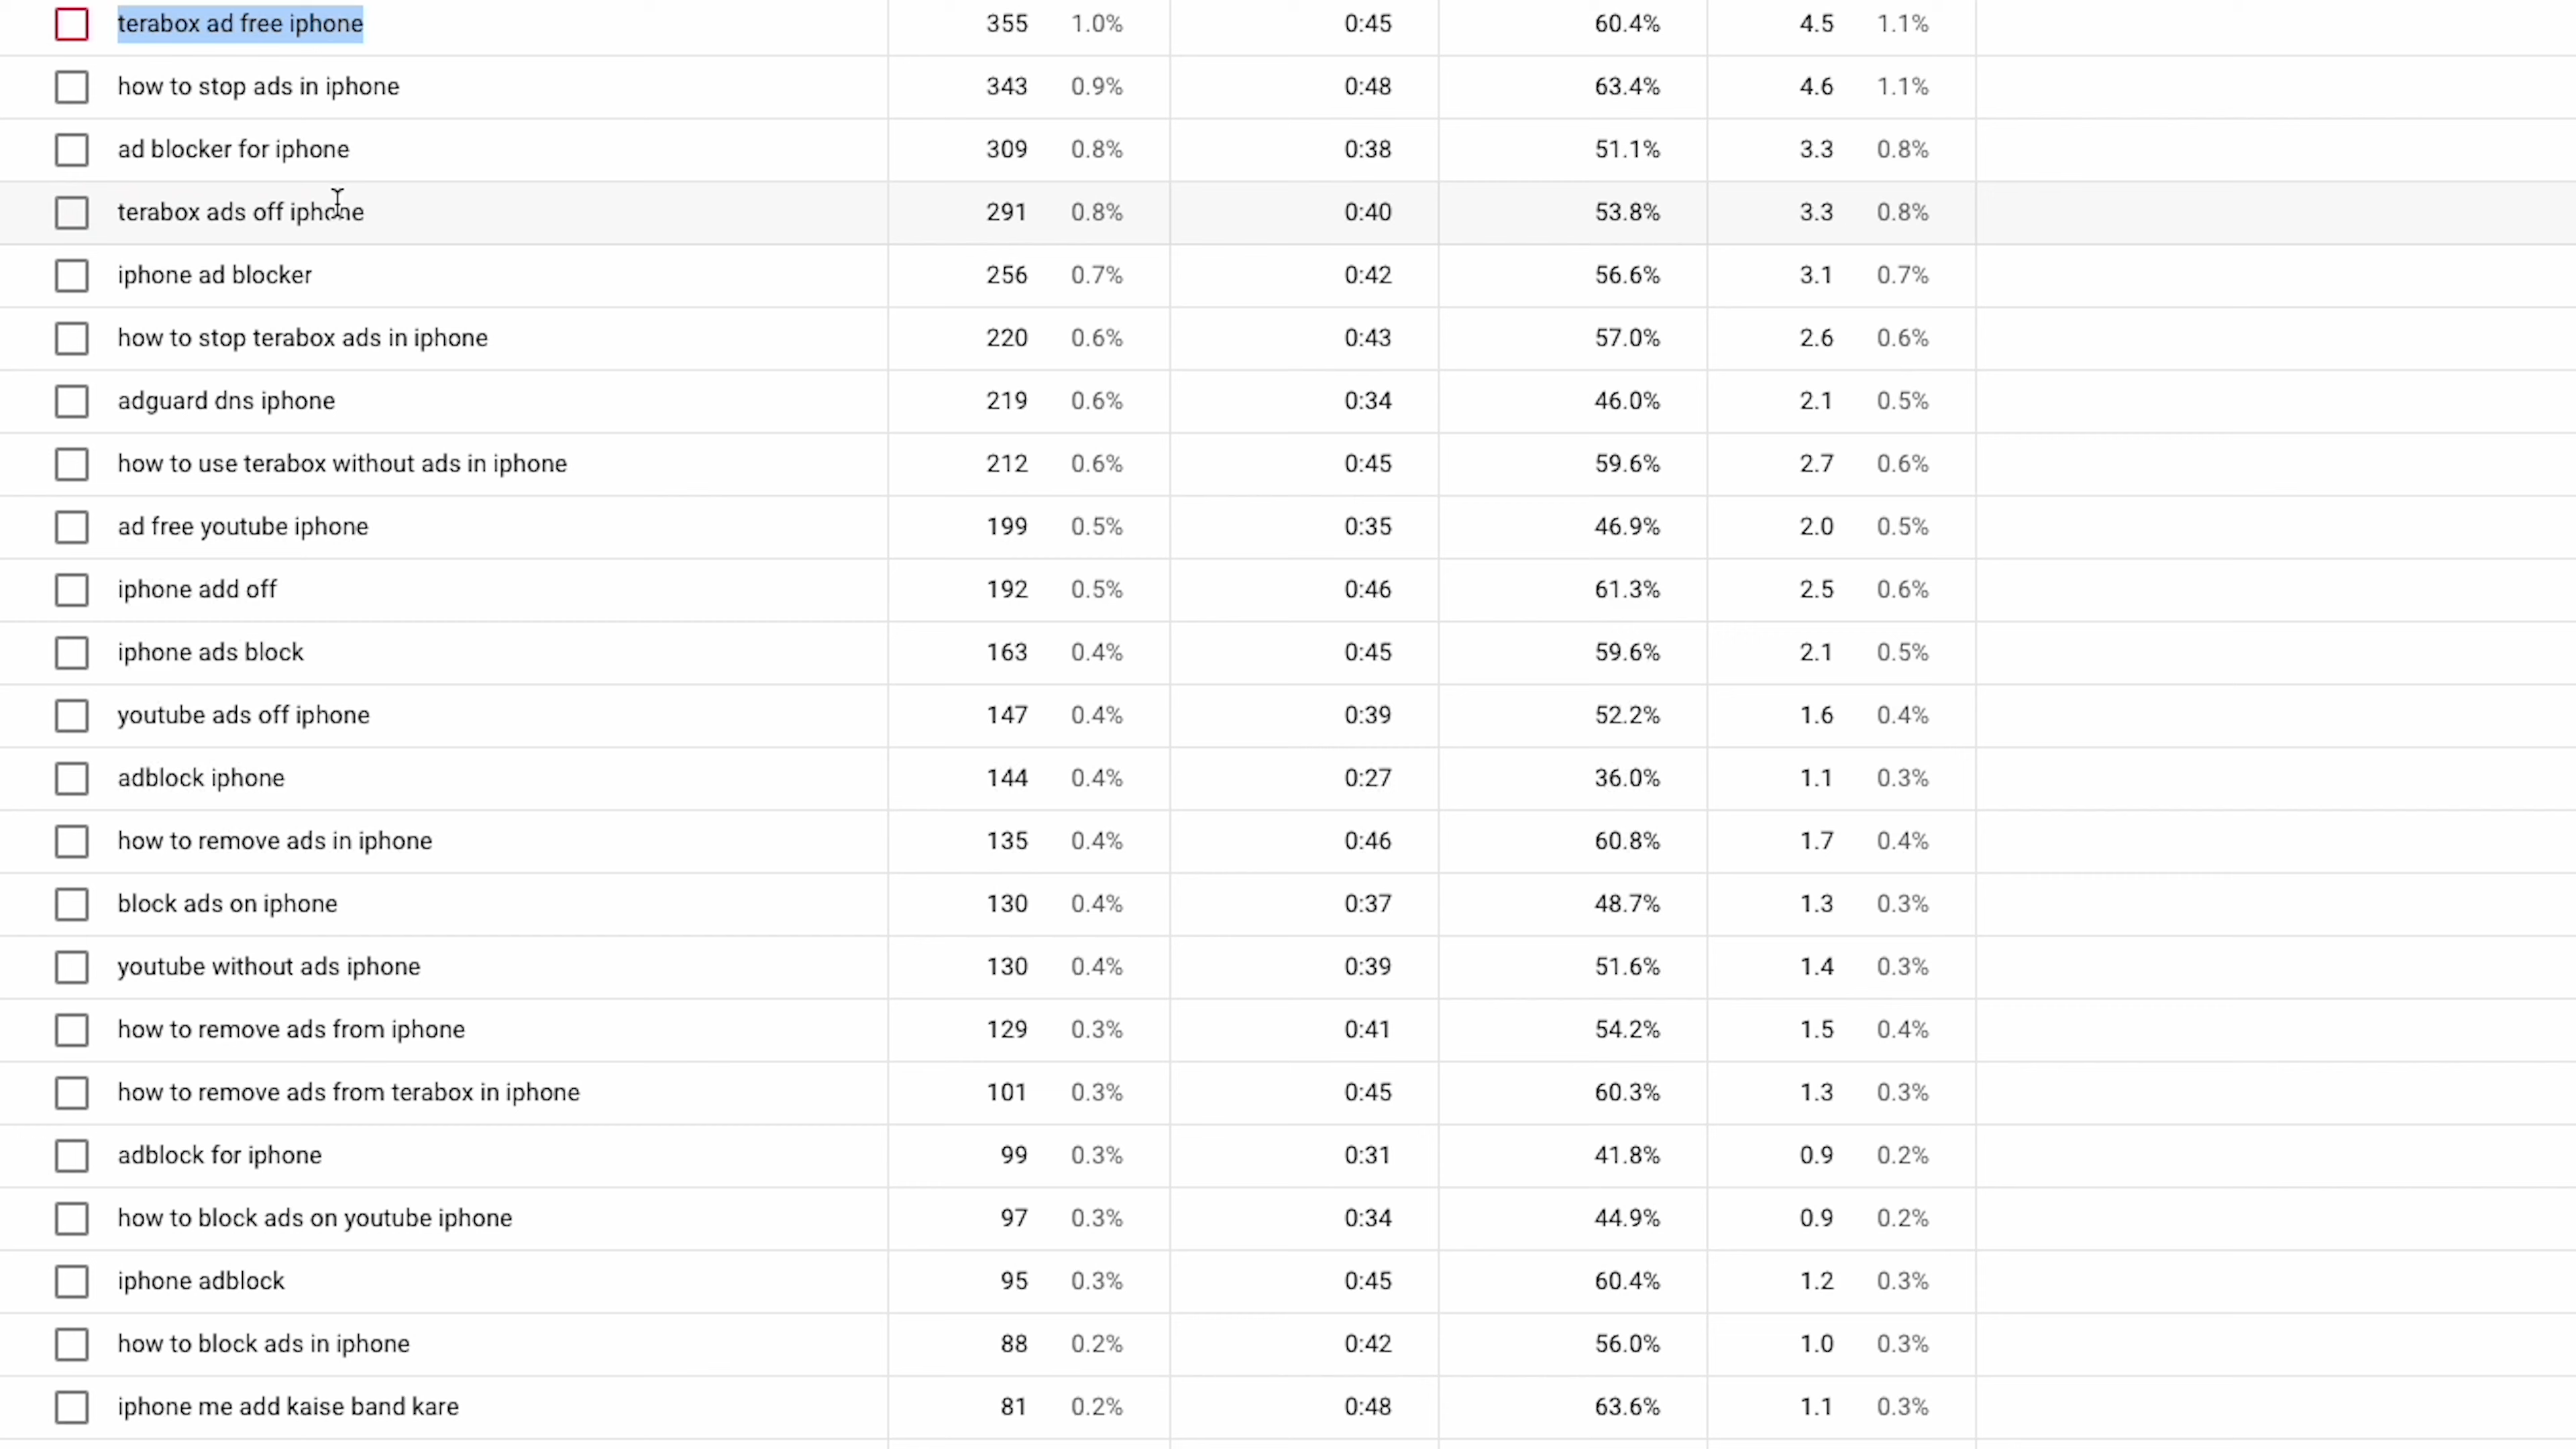 terabox ad free iphone 355 1.0% 0:45 60.4% 4.5 1.1%
how to stop ads in iphone 343 0.9% 0:48 63.4% 4.6 1.1%
ad blocker for iphone 309 0.8% 0:38 51.1% 3.3 0.8%
terabox ads off iphone 291 0.8% 0:40 53.8% 3.3 0.8%
iphone ad blocker 256 0.7% 0:42 56.6% 3.1 0.7%
how to stop terabox ads in iphone 220 0.6% 0:43 57.0% 2.6 0.6%
adguard dns iphone 219 0.6% 0:34 46.0% 2.1 0.5%
how to use terabox without ads in iphone 212 0.6% 0:45 59.6% 2.7 0.6%
ad free youtube iphone 199 0.5% 0:35 46.9% 2.0 0.5%
iphone add off 192 0.5% 0:46 61.3% 2.5 0.6%
iphone ads block 163 0.4% 0:45 59.6% 2.1 0.5%
youtube ads off iphone 147 0.4% 0:39 52.2% 1.6 0.4%
adblock iphone 144 0.4% 0:27 36.0% 1.1 0.3%
how to remove ads in iphone 135 0.4% 0:46 60.8% 1.7 0.4%
block ads on iphone 130 0.4% 0:37 48.7% 1.3 0.3%
youtube without ads iphone 130 0.4% 0:39 51.6% 1.4 0.3%
how to remove ads from iphone 129 0.3% 0:41 54.2% 1.5 0.4%
how to remove ads from terabox in iphone 101 0.3% 0:45 60.3% 1.3 0.3%
adblock for iphone 99 0.3% 0:31 41.8% 0.9 0.2%
how to block ads on youtube iphone 97 0.3% 0:34 44.9% 0.9 0.2%
iphone adblock 95 0.3% 0:45 60.4% 1.2 0.3%
how to block ads in iphone 88 0.2% 0:42 56.0% 1.0 0.3%
iphone me add kaise band kare 81 0.2% 0:48 63.6% 1.1 0.3%